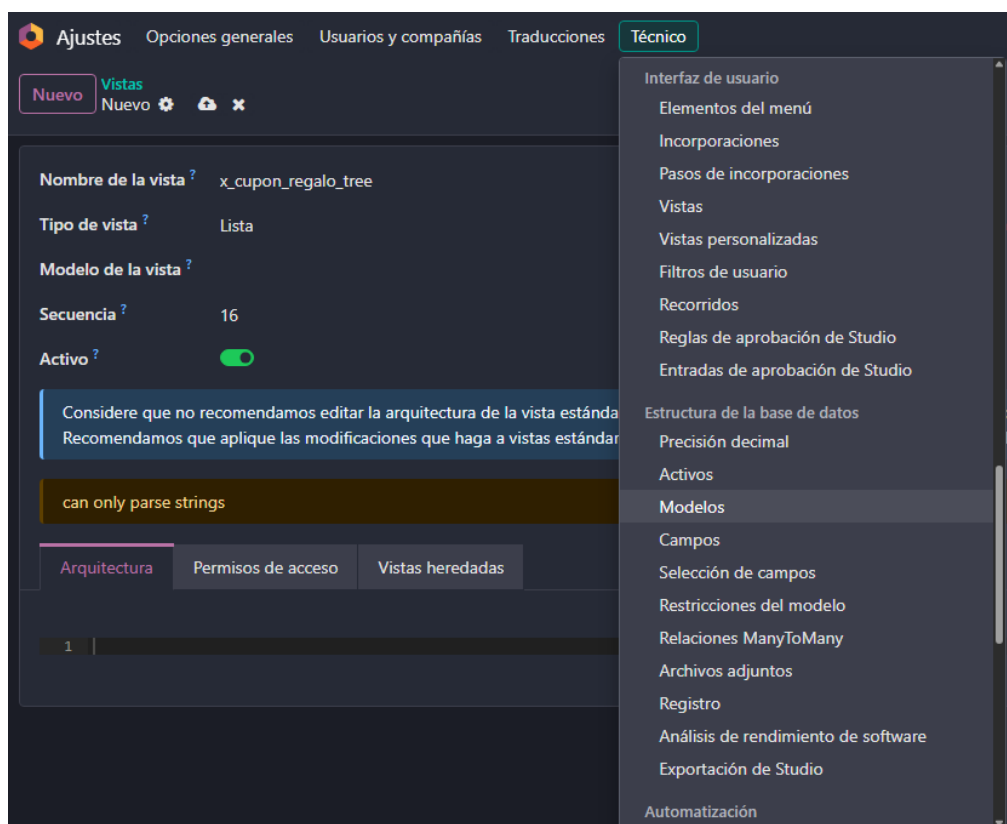 Ajustes Opciones generales Usuarios y compañías Traducciones Técnico
Nuevo
Vistas
Nuevo
Nombre de la vista ? x_cupon_regalo_tree
Tipo de vista ? Lista
Modelo de la vista ?
Secuencia ? 16
Activo ?
Considere que no recomendamos editar la arquitectura de la vista estánda
Recomendamos que aplique las modificaciones que haga a vistas estándar
can only parse strings
Arquitectura Permisos de acceso Vistas heredadas
1
Interfaz de usuario
Elementos del menú
Incorporaciones
Pasos de incorporaciones
Vistas
Vistas personalizadas
Filtros de usuario
Recorridos
Reglas de aprobación de Studio
Entradas de aprobación de Studio
Estructura de la base de datos
Precisión decimal
Activos
Modelos
Campos
Selección de campos
Restricciones del modelo
Relaciones ManyToMany
Archivos adjuntos
Registro
Análisis de rendimiento de software
Exportación de Studio
Automatización